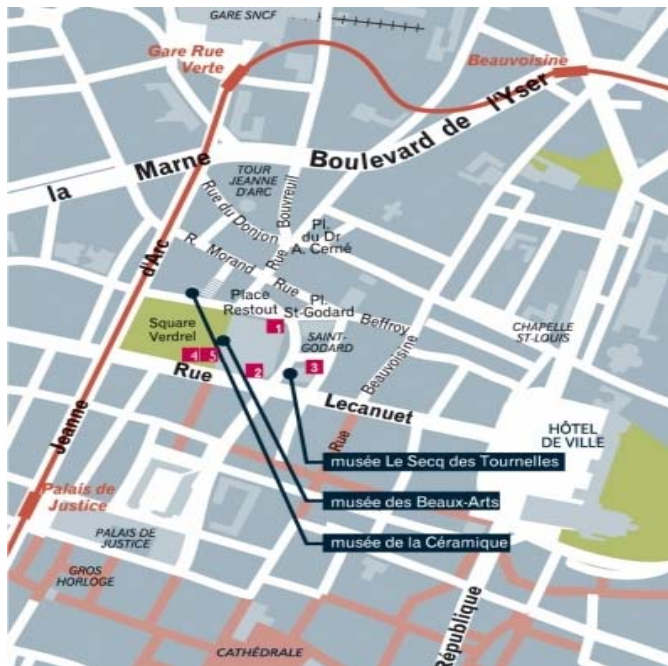 GARE SNCF
Gare Rue
Verte
Beauvoisine
Boulevard de l'Yser
la Marne
TOUR
JEANNE
D'ARC
Rue du Donjon
Bouvreuil
Rue
Pl.
du Dr
A. Cerné
d'Arc
R. Morand
Rue
Beffroy
Place
Restout
Pl.
St-Godard
Square
Verdrel
1
SAINT-
GODARD
CHAPELLE
ST-LOUIS
4 5
2
3
Beauvoisine
Rue
Rue
Lecanuet
Jeanne
HÔTEL
DE VILLE
musée Le Secq des Tournelles
musée des Beaux-Arts
musée de la Céramique
Palais de
Justice
PALAIS DE
JUSTICE
GROS
HORLOGE
République
CATHÉDRALE